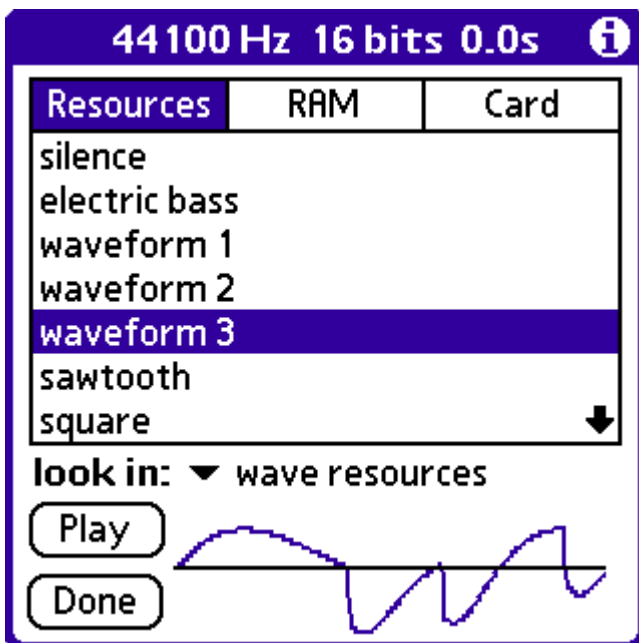 44100 Hz 16 bits 0.0s i
Resources RAM Card
silence
electric bass
waveform 1
waveform 2
waveform 3
sawtooth
square
look in: wave resources
Play
Done